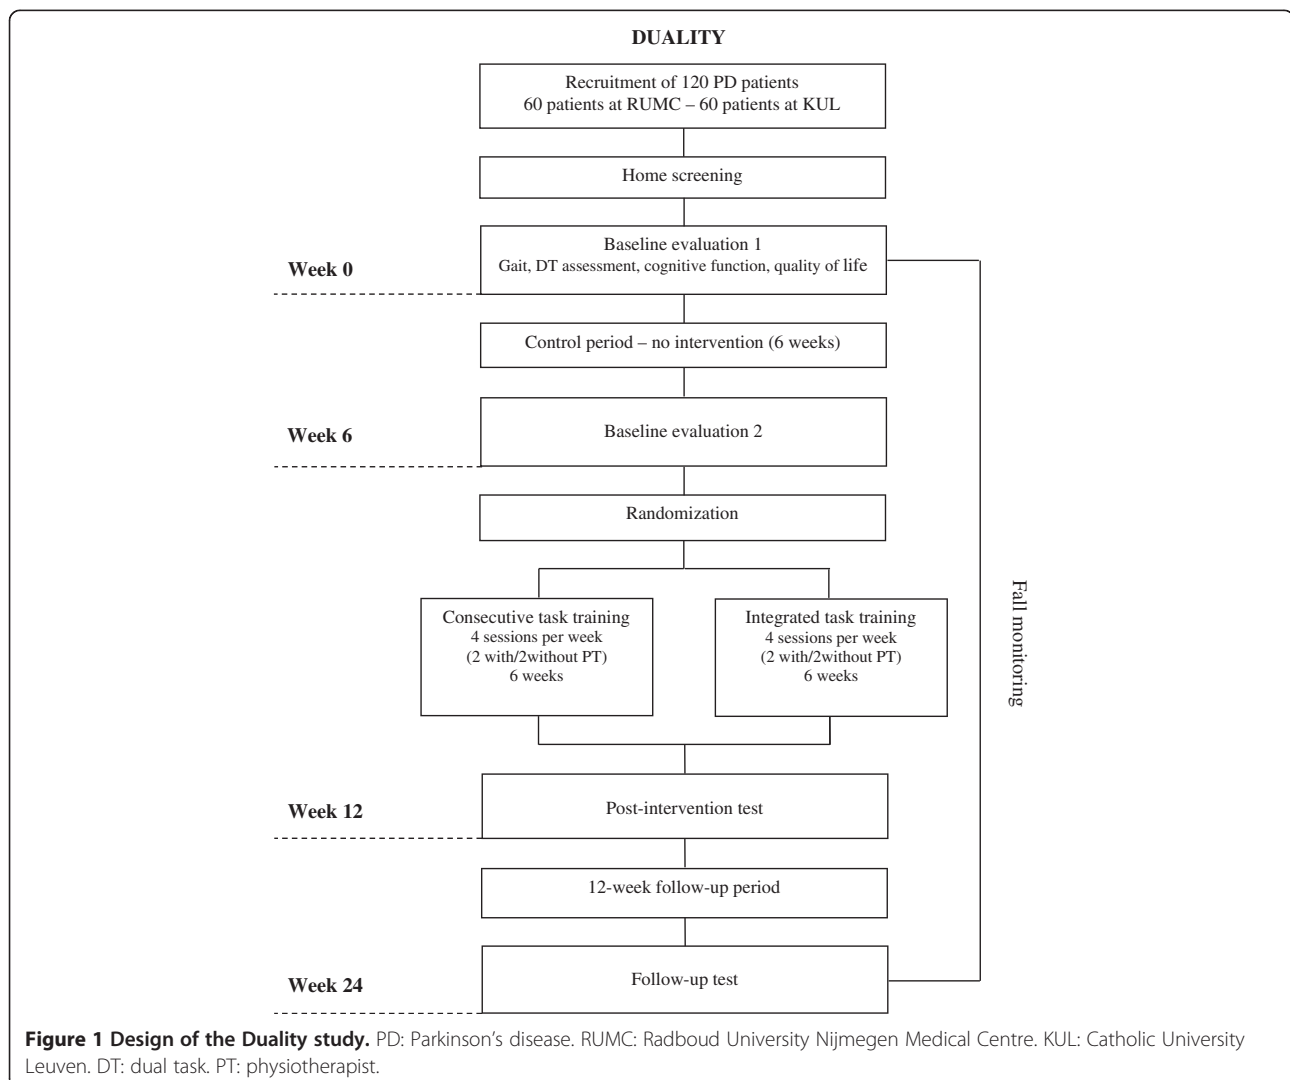 DUALITY
Recruitment of 120 PD patients
60 patients at RUMC – 60 patients at KUL
Home screening
Week 0
Baseline evaluation 1
Gait, DT assessment, cognitive function, quality of life
Control period – no intervention (6 weeks)
Week 6
Baseline evaluation 2
Randomization
Consecutive task training
4 sessions per week
(2 with/2without PT)
6 weeks
Integrated task training
4 sessions per week
(2 with/2without PT)
6 weeks
Fall monitoring
Week 12
Post-intervention test
12-week follow-up period
Week 24
Follow-up test
Figure 1 Design of the Duality study. PD: Parkinson's disease. RUMC: Radboud University Nijmegen Medical Centre. KUL: Catholic University
Leuven. DT: dual task. PT: physiotherapist.